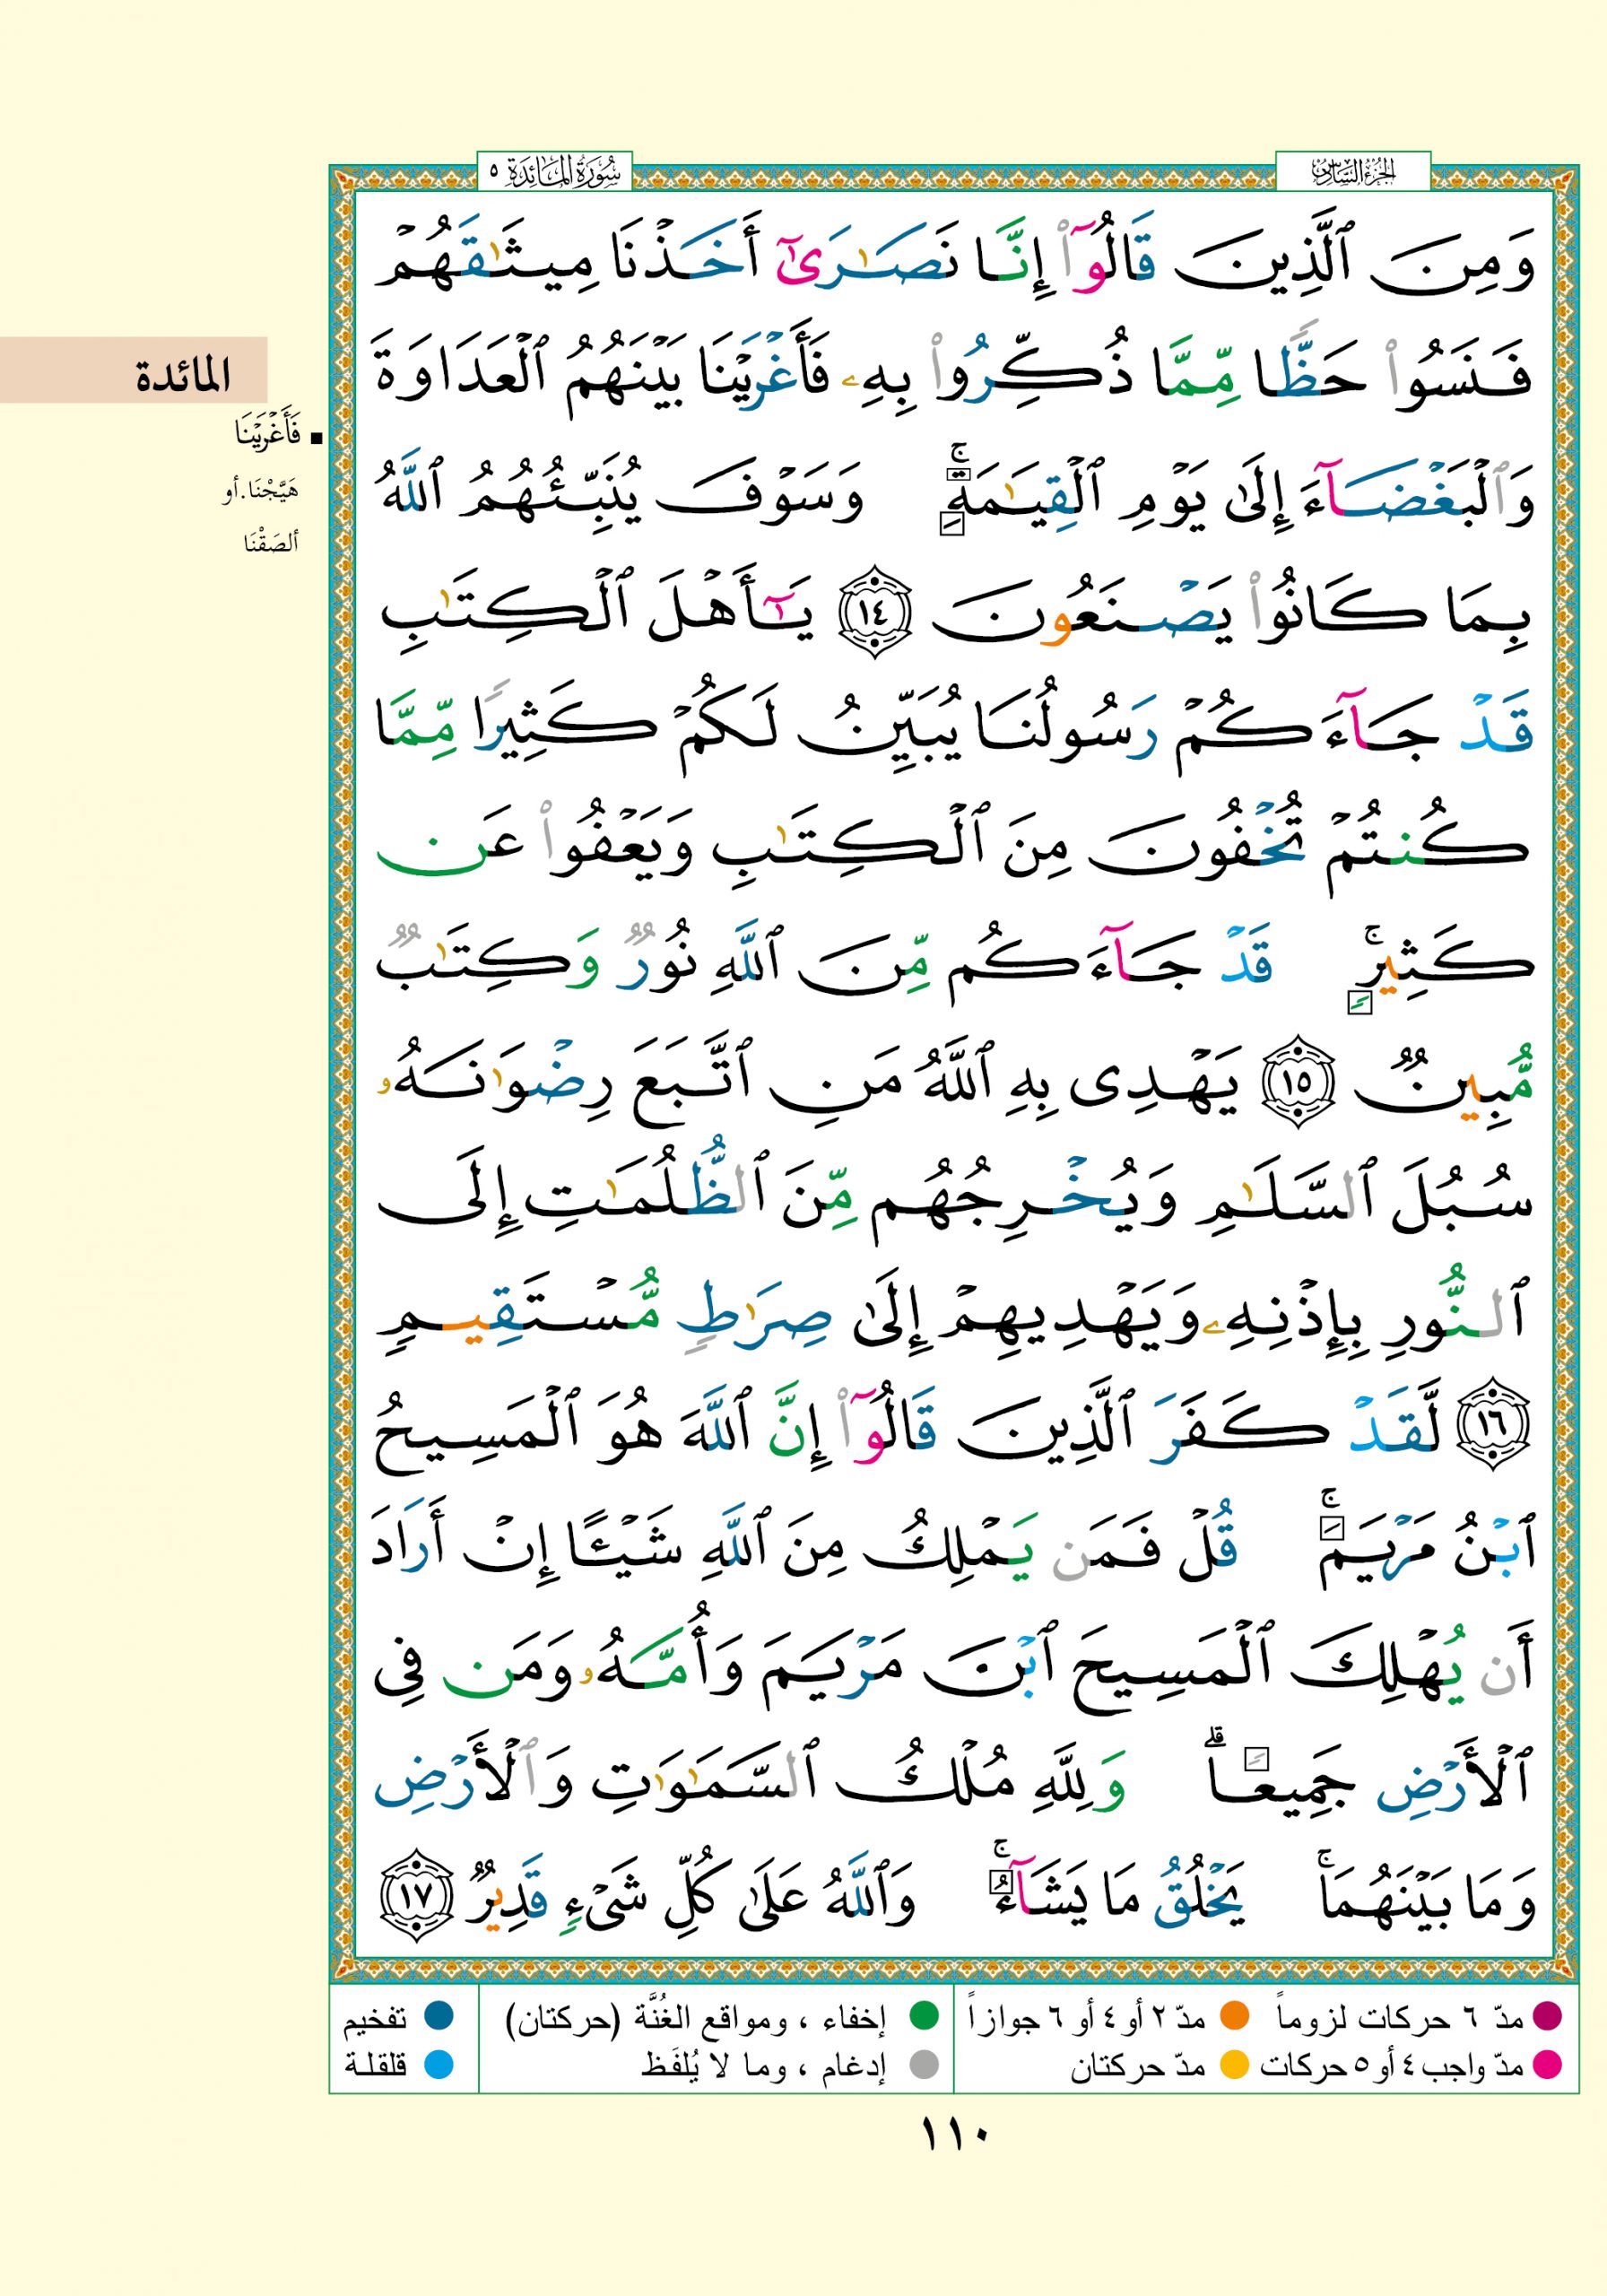 الجزء السادس
سورة المائدة ٥
وَمِنَ ٱلَّذِينَ قَالُوٓا۟ إِنَّا نَصَـٰرَىٰٓ أَخَذْنَا مِيثَـٰقَهُمْ
فَنَسُوا۟ حَظًّا مِّمَّا ذُكِّرُوا۟ بِهِۦ فَأَغْرَيْنَا بَيْنَهُمُ ٱلْعَدَاوَةَ
وَٱلْبَغْضَآءَ إِلَىٰ يَوْمِ ٱلْقِيَـٰمَةِ ۚ وَسَوْفَ يُنَبِّئُهُمُ ٱللَّهُ
بِمَا كَانُوا۟ يَصْنَعُونَ ١٤ يَـٰٓأَهْلَ ٱلْكِتَـٰبِ
قَدْ جَآءَكُمْ رَسُولُنَا يُبَيِّنُ لَكُمْ كَثِيرًا مِّمَّا
كُنتُمْ تُخْفُونَ مِنَ ٱلْكِتَـٰبِ وَيَعْفُوا۟ عَن
كَثِيرٍ ۚ قَدْ جَآءَكُم مِّنَ ٱللَّهِ نُورٌ وَكِتَـٰبٌ
مُّبِينٌ ١٥ يَهْدِى بِهِ ٱللَّهُ مَنِ ٱتَّبَعَ رِضْوَٰنَهُۥ
سُبُلَ ٱلسَّلَـٰمِ وَيُخْرِجُهُم مِّنَ ٱلظُّلُمَـٰتِ إِلَى
ٱلنُّورِ بِإِذْنِهِۦ وَيَهْدِيهِمْ إِلَىٰ صِرَٰطٍ مُّسْتَقِيمٍ
١٦ لَّقَدْ كَفَرَ ٱلَّذِينَ قَالُوٓا۟ إِنَّ ٱللَّهَ هُوَ ٱلْمَسِيحُ
ٱبْنُ مَرْيَمَ ۚ قُلْ فَمَن يَمْلِكُ مِنَ ٱللَّهِ شَيْـًٔا إِنْ أَرَادَ
أَن يُهْلِكَ ٱلْمَسِيحَ ٱبْنَ مَرْيَمَ وَأُمَّهُۥ وَمَن فِى
ٱلْأَرْضِ جَمِيعًا ۗ وَلِلَّهِ مُلْكُ ٱلسَّمَـٰوَٰتِ وَٱلْأَرْضِ
وَمَا بَيْنَهُمَا ۚ يَخْلُقُ مَا يَشَآءُ ۚ وَٱللَّهُ عَلَىٰ كُلِّ شَىْءٍ قَدِيرٌ ١٧
المائدة
▪ فَأَغْرَيْنَا
هَيَّجْنَا. أو
ألصَقْنَا
مدّ ٦ حركات لزوماً
مدّ ٢ أو ٤ أو ٦ جوازاً
إخفاء ، ومواقع الغُنَّة (حركتان)
تفخيم
مدّ واجب ٤ أو ٥ حركات
مدّ حركتان
إدغام ، وما لا يُلفَظ
قلقلة
١١٠